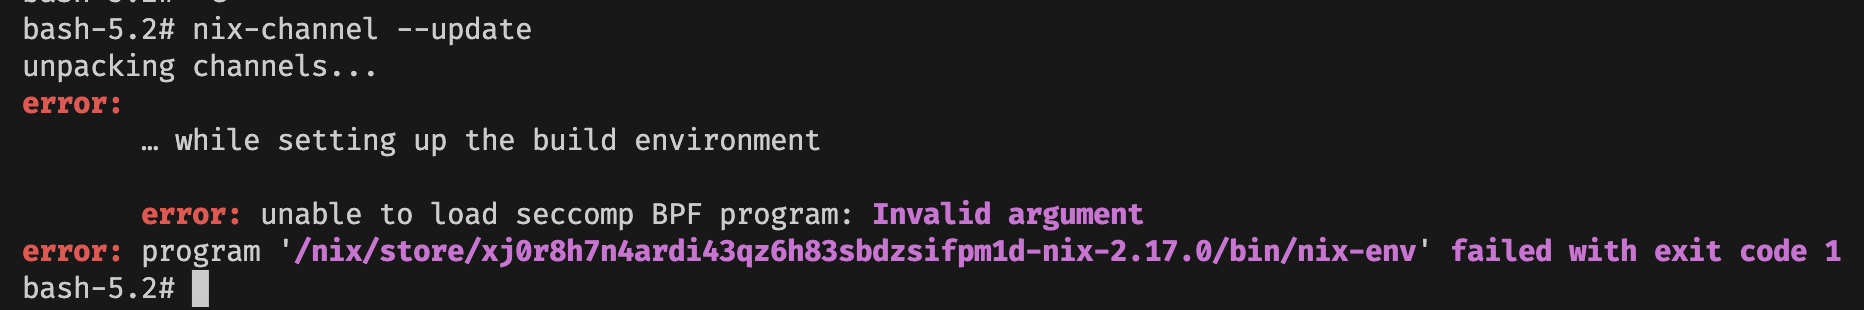 bash-5.2# nix-channel --update
unpacking channels...
error:
… while setting up the build environment
error: unable to load seccomp BPF program: Invalid argument
error: program '/nix/store/xj0r8h7n4ardi43qz6h83sbdzsifpm1d-nix-2.17.0/bin/nix-env' failed with exit code 1
bash-5.2#